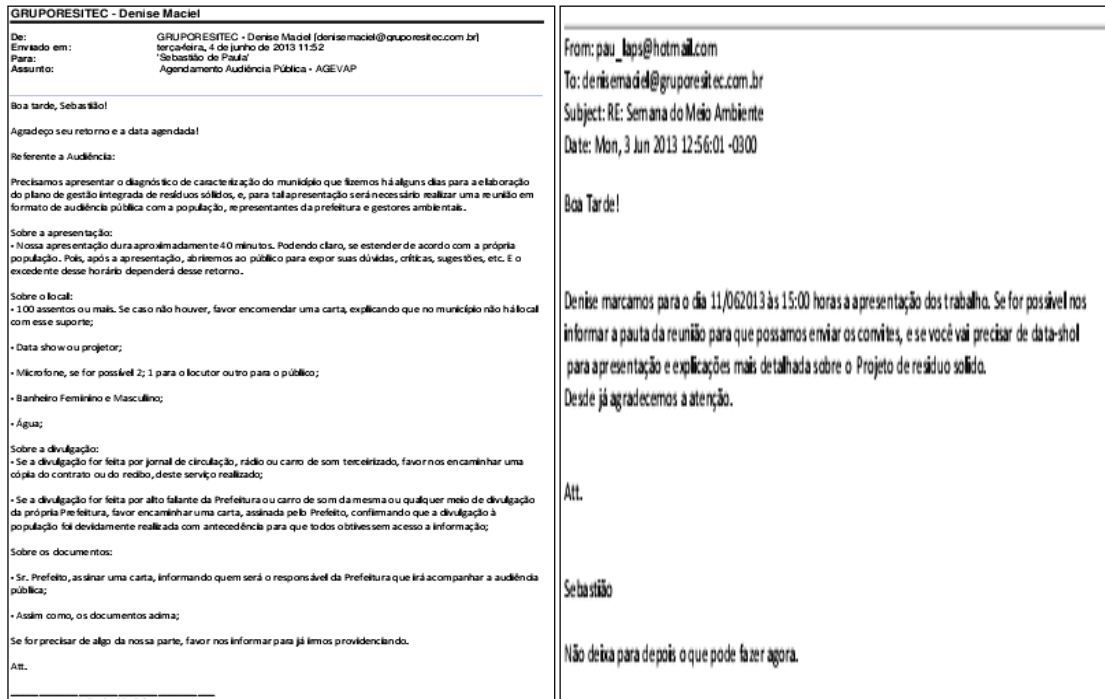 GRUPORESITEC - Denise Maciel
De: GRUPORESITEC - Denise Maciel [denisemaciel@gruporesitec.com.br]
Enviado em: terça-feira, 4 de junho de 2013 11:52
Para: 'Sebastião de Paula'
Assunto: Agendamento Audiência Pública - AGEVAP
Boa tarde, Sebastião!
Agradeço seu retorno e a data agendada!
Referente a Audiência:
Precisamos apresentar o diagnóstico de caracterização do município que fizemos há alguns dias para a elaboração
do plano de gestão integrada de resíduos sólidos, e, para tal apresentação será necessário realizar uma reunião em
formato de audiência pública com a população, representantes da prefeitura e gestores ambientais.
Sobre a apresentação:
• Nossa apresentação dura aproximadamente 40 minutos. Podendo claro, se estender de acordo com a própria
população. Pois, após a apresentação, abriremos ao público para expor suas dúvidas, críticas, sugestões, etc. E o
excedente desse horário dependerá desse retorno.
Sobre o local:
• 100 assentos ou mais. Se caso não houver, favor encomendar uma carta, explicando que no município não há local
com esse suporte;
• Data show ou projetor;
• Microfone, se for possível 2; 1 para o locutor outro para o público;
• Banheiro Feminino e Masculino;
• Água;
Sobre a divulgação:
• Se a divulgação for feita por jornal de circulação, rádio ou carro de som terceirizado, favor nos encaminhar uma
cópia do contrato ou do recibo, deste serviço realizado;
• Se a divulgação for feita por alto falante da Prefeitura ou carro de som da mesma ou qualquer meio de divulgação
da própria Prefeitura, favor encaminhar uma carta, assinada pelo Prefeito, confirmando que a divulgação à
população foi devidamente realizada com antecedência para que todos obtivessem acesso a informação;
Sobre os documentos:
• Sr. Prefeito, assinar uma carta, informando quem será o responsável da Prefeitura que irá acompanhar a audiência
pública;
• Assim como, os documentos acima;
Se for precisar de algo da nossa parte, favor nos informar para já irmos providenciando.
Att.
From: pau_laps@hotmail.com
To: denisemaciel@gruporesitec.com.br
Subject: RE: Semana do Meio Ambiente
Date: Mon, 3 Jun 2013 12:56:01 -0300
Boa Tarde!
Denise marcamos para o dia 11/062013 às 15:00 horas a apresentação dos trabalho. Se for possivel nos
informar a pauta da reunião para que possamos enviar os convites, e se você vai precisar de data-shol
para apresentação e explicações mais detalhada sobre o Projeto de residuo solido.
Desde já agradecemos a atenção.
Att.
Sebastião
Não deixa para depois o que pode fazer agora.